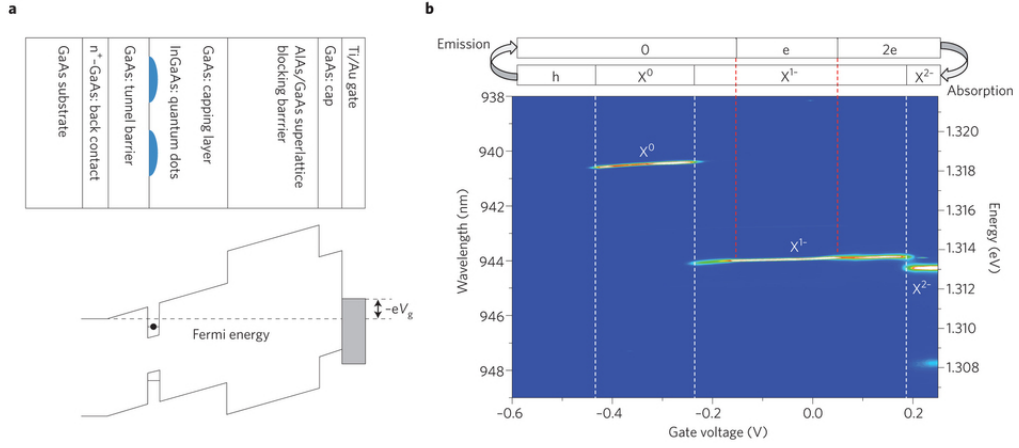 a
GaAs substrate
n⁺-GaAs: back contact
GaAs: tunnel barrier
InGaAs: quantum dots
GaAs: capping layer
AlAs/GaAs superlattice
blocking barrrier
GaAs: cap
Ti/Au gate
-eVg
Fermi energy
b
Emission
0
e
2e
h
X⁰
X¹⁻
X²⁻
Absorption
938
940
942
944
946
948
Wavelength (nm)
X⁰
X¹⁻
X²⁻
1.320
1.318
1.316
1.314
1.312
1.310
1.308
Energy (eV)
−0.6
−0.4
−0.2
0.0
0.2
Gate voltage (V)